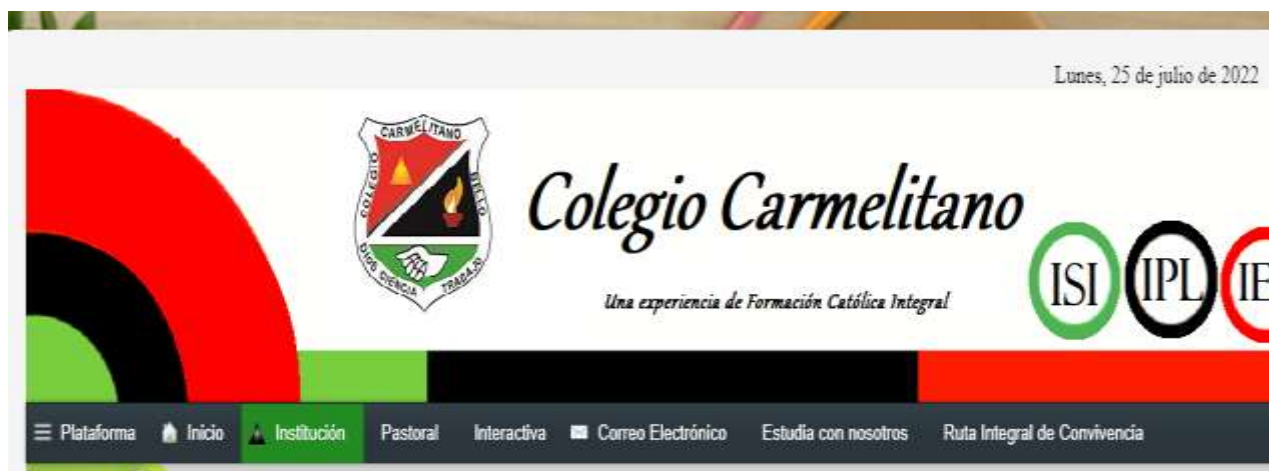 Lunes, 25 de julio de 2022
CARMELITANO
COLEGIO
BELLO
DIOS CIENCIA TRABAJO
Colegio Carmelitano
Una experiencia de Formación Católica Integral
ISI IPL IE
☰ Plataforma Inicio Institución Pastoral Interactiva Correo Electrónico Estudia con nosotros Ruta Integral de Convivencia